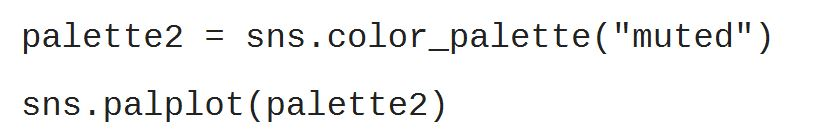 palette2 = sns.color_palette("muted")
sns.palplot(palette2)